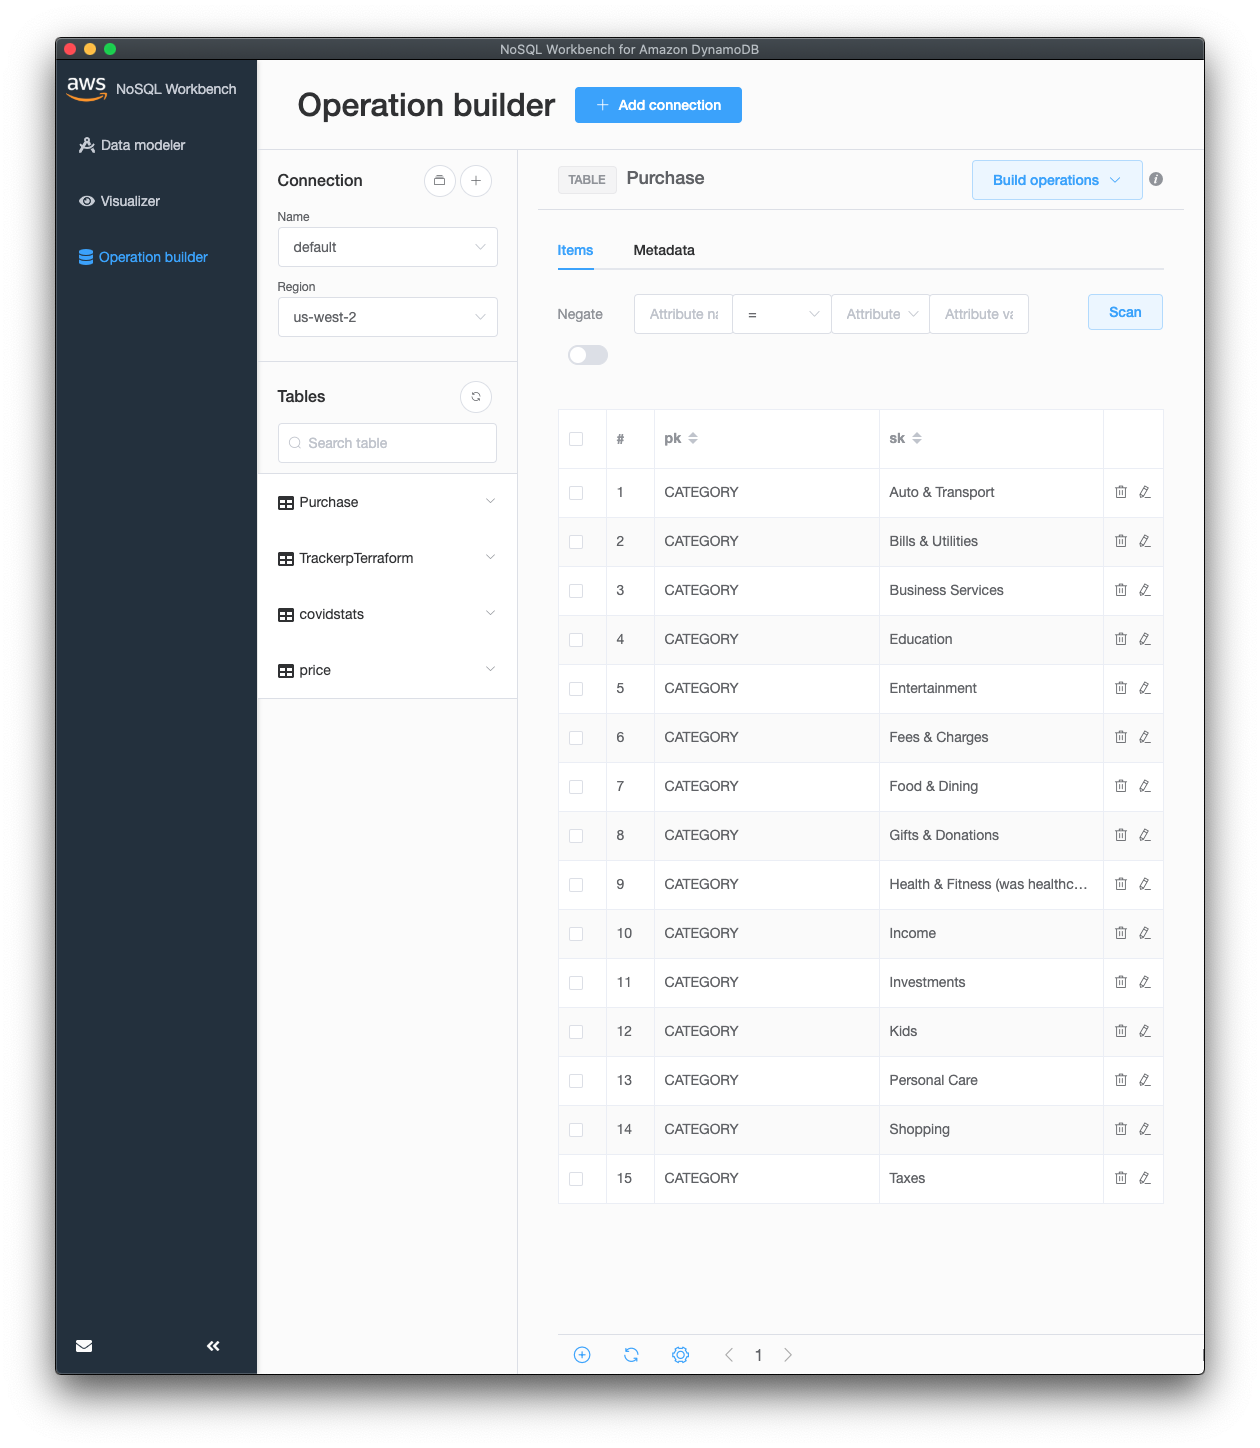 NoSQL Workbench for Amazon DynamoDB
aws NoSQL Workbench
Data modeler
Visualizer
Operation builder
Operation builder
Add connection
Connection
Name
default
Region
us-west-2
Tables
Search table
Purchase
TrackerpTerraform
covidstats
price
TABLE Purchase
Build operations
Items Metadata
Negate Attribute na = Attribute Attribute va Scan
# pk sk
1 CATEGORY Auto & Transport
2 CATEGORY Bills & Utilities
3 CATEGORY Business Services
4 CATEGORY Education
5 CATEGORY Entertainment
6 CATEGORY Fees & Charges
7 CATEGORY Food & Dining
8 CATEGORY Gifts & Donations
9 CATEGORY Health & Fitness (was healthc...
10 CATEGORY Income
11 CATEGORY Investments
12 CATEGORY Kids
13 CATEGORY Personal Care
14 CATEGORY Shopping
15 CATEGORY Taxes
1